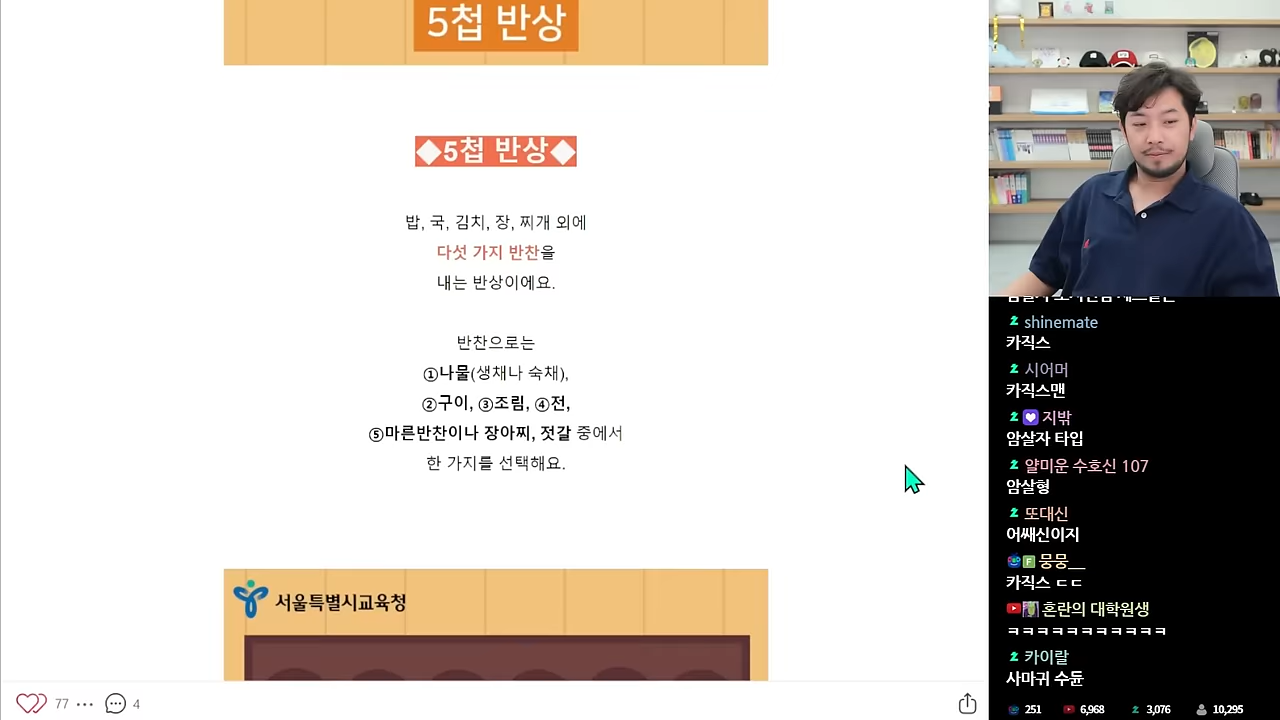 5첩 반상
◆5첩 반상◆
밥, 국, 김치, 장, 찌개 외에
다섯 가지 반찬을
내는 반상이에요.
반찬으로는
①나물(생채나 숙채),
②구이, ③조림, ④전,
⑤마른반찬이나 장아찌, 젓갈 중에서
한 가지를 선택해요.
서울특별시교육청
77
4
shinemate
카직스
시어머
카직스맨
지밖
암살자 타입
얄미운 수호신 107
암살형
또대신
어쌔신이지
뭉뭉__
카직스 ㄷㄷ
혼란의 대학원생
ㅋㅋㅋㅋㅋㅋㅋㅋㅋㅋㅋ
카이랄
사마귀 수듄
251 6,968 3,076 10,295